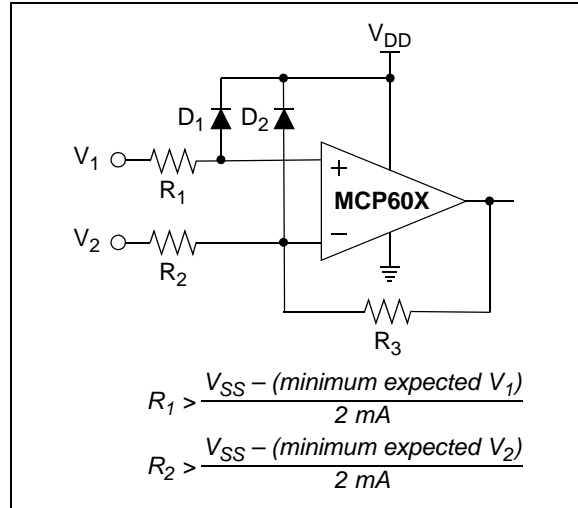 V_DD
D_1 D_2
V_1
R_1
+
MCP60X
V_2
R_2
–
R_3
R_1 > V_SS – (minimum expected V_1) / 2 mA
R_2 > V_SS – (minimum expected V_2) / 2 mA